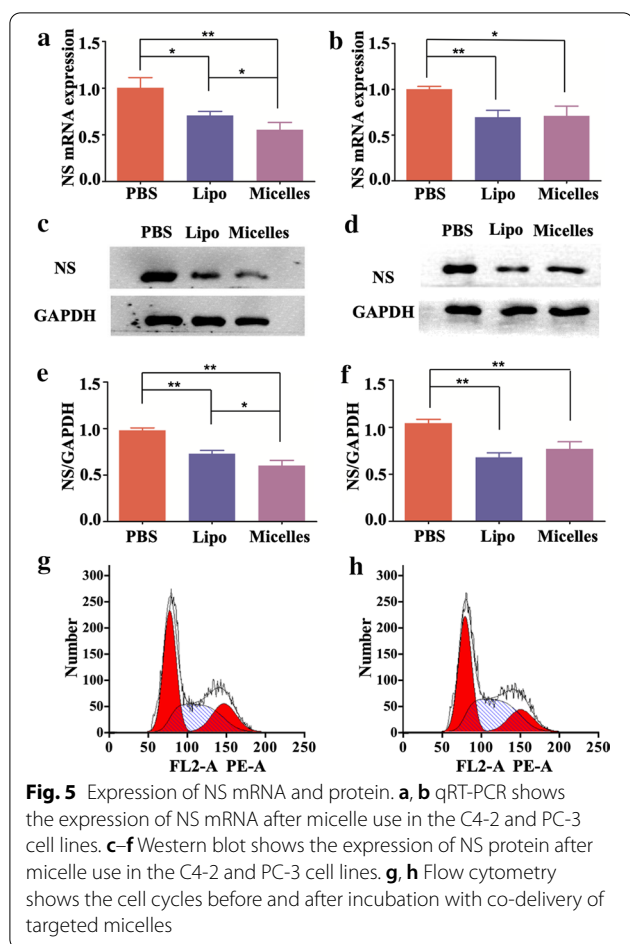 a
b
**
*
*
*
**
NS mRNA expression
1.5
1.0
0.5
0.0
PBS Lipo Micelles
NS mRNA expression
1.5
1.0
0.5
0.0
PBS Lipo Micelles
c
PBS Lipo Micelles
NS
GAPDH
d
PBS Lipo Micelles
NS
GAPDH
e
**
**
*
NS/GAPDH
1.5
1.0
0.5
0.0
PBS Lipo Micelles
f
**
**
NS/GAPDH
1.5
1.0
0.5
0.0
PBS Lipo Micelles
g
Number
300
250
200
150
100
50
0
0 50 100 150 200 250
FL2-A PE-A
h
Number
300
250
200
150
100
50
0
0 50 100 150 200 250
FL2-A PE-A
Fig. 5 Expression of NS mRNA and protein. a, b qRT-PCR shows
the expression of NS mRNA after micelle use in the C4-2 and PC-3
cell lines. c–f Western blot shows the expression of NS protein after
micelle use in the C4-2 and PC-3 cell lines. g, h Flow cytometry
shows the cell cycles before and after incubation with co-delivery of
targeted micelles